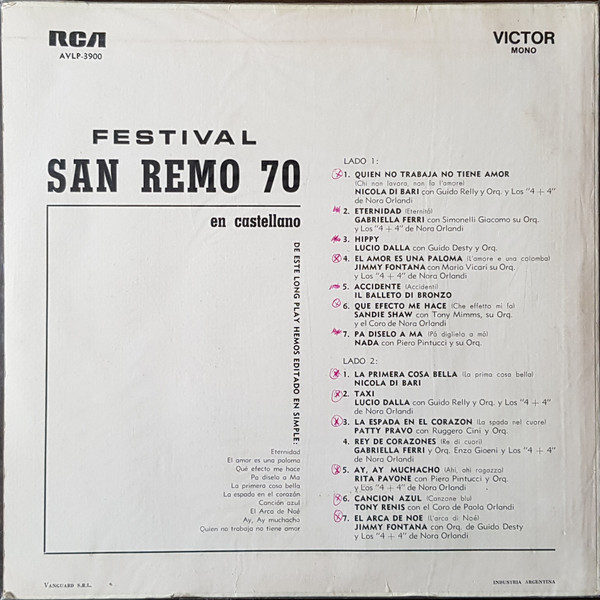 RCA
AVLP-3900
VICTOR
MONO
FESTIVAL
SAN REMO 70
en castellano
DE ESTE LONG PLAY HEMOS EDITADO EN SIMPLE:
Eternidad
El amor es una paloma
Qué efecto me hace
Pa diselo a Ma
La primera cosa bella
La espada en el corazón
Canción azul
El Arca de Noé
Ay, Ay muchacho
Quien no trabaja no tiene amor
LADO 1:
1. QUIEN NO TRABAJA NO TIENE AMOR
(Chi non lavora, non fa l'amore)
NICOLA DI BARI con Guido Relly y Orq. y Los "4 + 4"
de Nora Orlandi
2. ETERNIDAD (Eternitá)
GABRIELLA FERRI con Simonelli Giacomo su Orq.
y Los "4 + 4" de Nora Orlandi
3. HIPPY
LUCIO DALLA con Guido Desty y Orq.
4. EL AMOR ES UNA PALOMA (L'amore e una colomba)
JIMMY FONTANA con Mario Vicari su Orq.
y Los "4 + 4" de Nora Orlandi
5. ACCIDENTE (Accidenti)
IL BALLETO DI BRONZO
6. QUE EFECTO ME HACE (Che effetto mi fa)
SANDIE SHAW con Tony Mimms, su Orq.
y el Coro de Nora Orlandi
7. PA DISELO A MA (Pá diglielo a má)
NADA con Piero Pintucci y su Orq.
LADO 2:
1. LA PRIMERA COSA BELLA (La prima cosa bella)
NICOLA DI BARI
2. TAXI
LUCIO DALLA con Guido Relly y Orq. y Los "4 + 4"
de Nora Orlandi
3. LA ESPADA EN EL CORAZON (La spada nel cuore)
PATTY PRAVO con Ruggero Cini y Orq.
4. REY DE CORAZONES (Re di cuori)
GABRIELLA FERRI y Orq. Enzo Gioeni y Los "4 + 4"
de Nora Orlandi
5. AY, AY MUCHACHO (Ahi, ahi ragazzo)
RITA PAVONE con Piero Pintucci y Orq.
y Los "4 + 4" de Nora Orlandi
6. CANCION AZUL (Canzone blu)
TONY RENIS con el Coro de Paola Orlandi
7. EL ARCA DE NOE (L'arca di Noé)
JIMMY FONTANA con Orq. de Guido Desty
y Los "4 + 4" de Nora Orlandi
VANGUARD S.R.L.
INDUSTRIA ARGENTINA